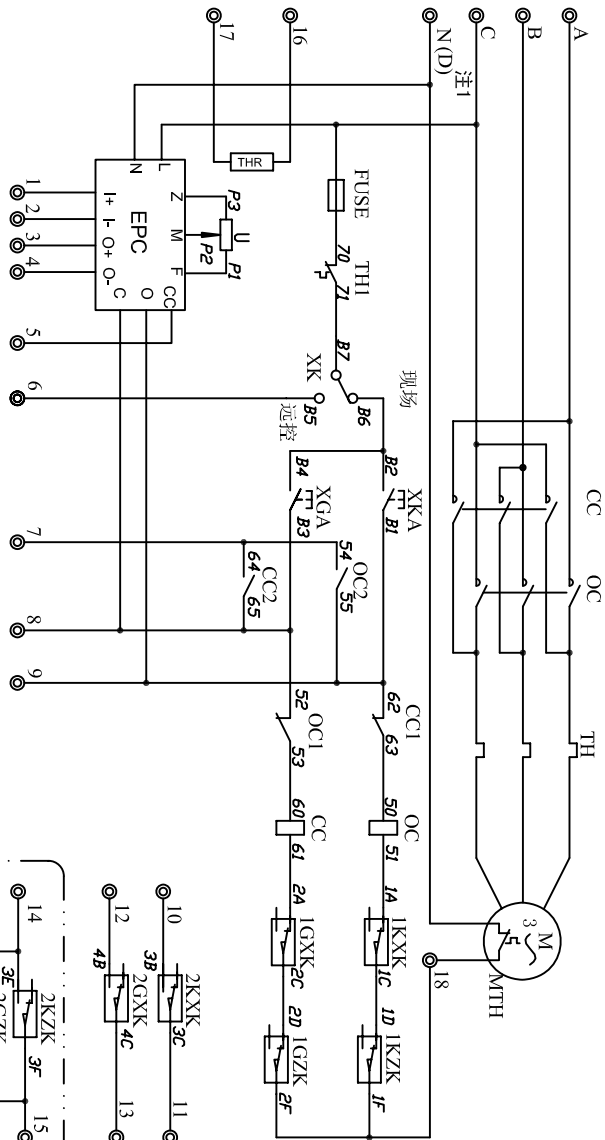 A
B
C
N(D)
注1
16
17
CC
OC
TH
M
3
MTH
18
FUSE
THR
70
TH1
71
B7
XK
现场
B6
B5
远控
B2
XKA
B1
B4
XGA
B3
54
OC2
55
64
CC2
65
62
CC1
63
50
OC
51
1A
1KXK
1C
1D
1KZK
1F
52
OC1
53
60
CC
61
2A
1GXK
2C
2D
1GZK
2F
N
L
Z
M
F
P3
U
P2
P1
EPC
I+
I-
O+
O-
C
O
CC
1
2
3
4
5
6
7
8
9
10
3B
2KXK
3C
11
12
4B
2GXK
4C
13
14
3E
2KZK
3F
15
2GZK